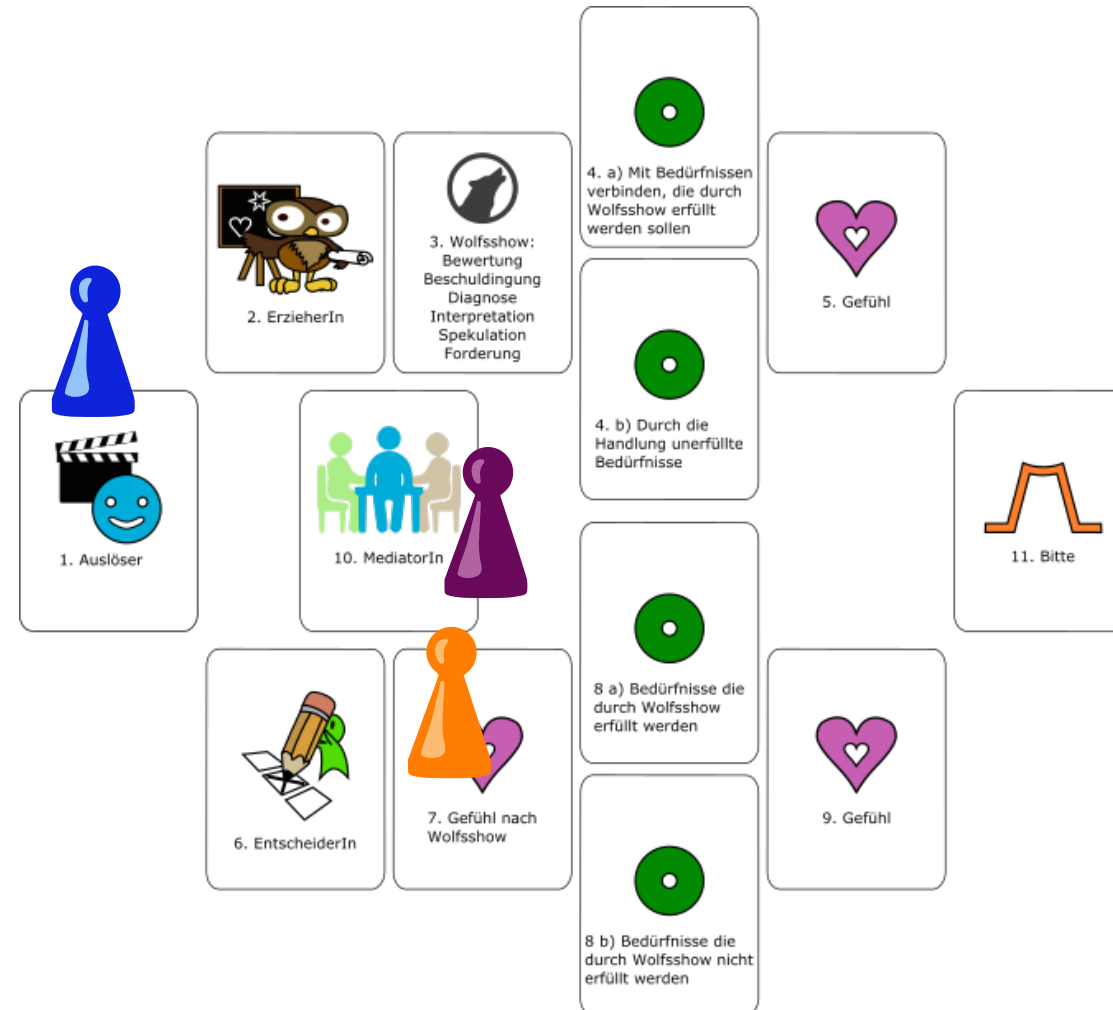 1. Auslöser
2. ErzieherIn
3. Wolfsshow:
Bewertung
Beschuldingung
Diagnose
Interpretation
Spekulation
Forderung
4. a) Mit Bedürfnissen
verbinden, die durch
Wolfsshow erfüllt
werden sollen
4. b) Durch die
Handlung unerfüllte
Bedürfnisse
5. Gefühl
6. EntscheiderIn
7. Gefühl nach
Wolfsshow
8 a) Bedürfnisse die
durch Wolfsshow
erfüllt werden
8 b) Bedürfnisse die
durch Wolfsshow nicht
erfüllt werden
9. Gefühl
10. MediatorIn
11. Bitte